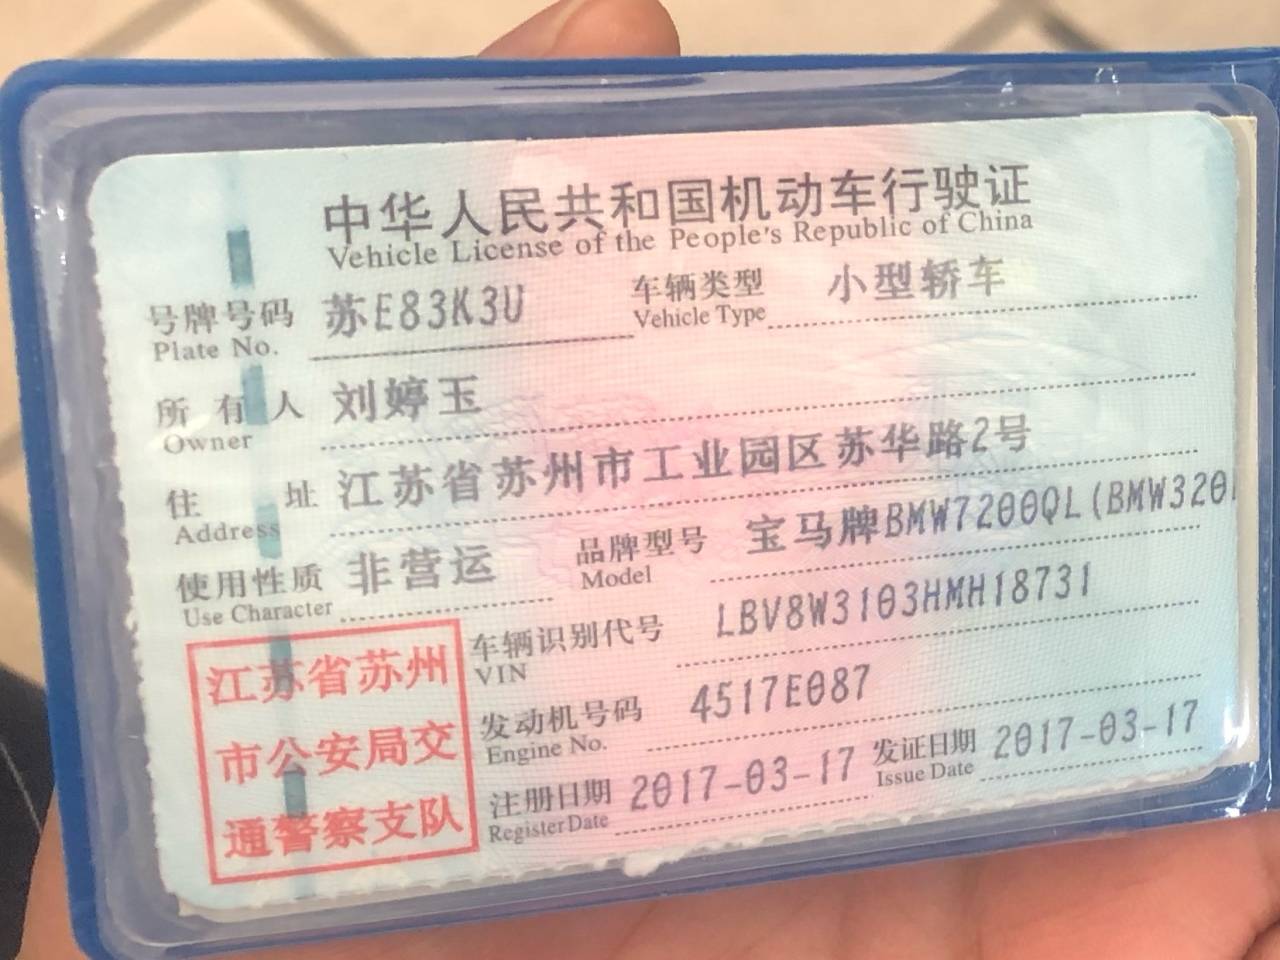 中华人民共和国机动车行驶证
Vehicle License of the People's Republic of China
号牌号码 苏E83K3U 车辆类型 小型轿车
Plate No. Vehicle Type
所有人 刘婷玉
Owner
住址 江苏省苏州市工业园区苏华路2号
Address
使用性质 非营运 品牌型号 宝马牌BMW7200QL(BMW320
Use Character Model
车辆识别代号 LBV8W3103HMH18731
VIN
发动机号码 4517E087
Engine No.
注册日期 2017-03-17 发证日期 2017-03-17
Register Date Issue Date
江苏省苏州
市公安局交
通警察支队